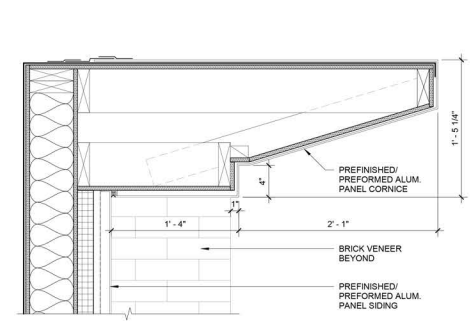 1' - 5 1/4"
PREFINISHED/
PREFORMED ALUM.
PANEL CORNICE
4"
1"
1' - 4"
2' - 1"
BRICK VENEER
BEYOND
PREFINISHED/
PREFORMED ALUM.
PANEL SIDING